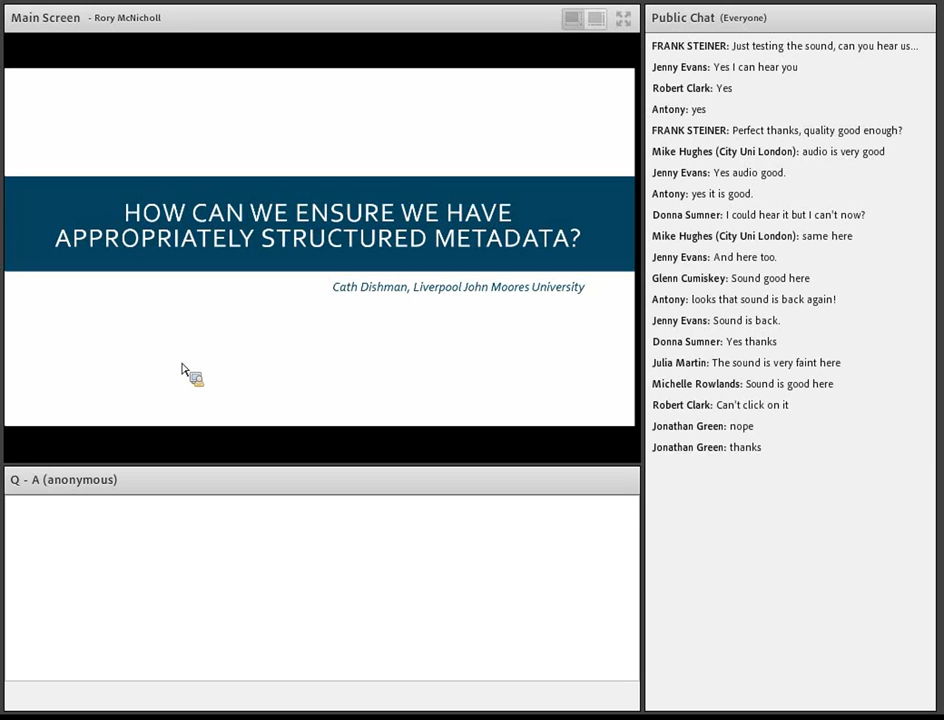 Main Screen - Rory McNicholl
HOW CAN WE ENSURE WE HAVE
APPROPRIATELY STRUCTURED METADATA?
Cath Dishman, Liverpool John Moores University
Q - A (anonymous)
Public Chat (Everyone)
FRANK STEINER: Just testing the sound, can you hear us...
Jenny Evans: Yes I can hear you
Robert Clark: Yes
Antony: yes
FRANK STEINER: Perfect thanks, quality good enough?
Mike Hughes (City Uni London): audio is very good
Jenny Evans: Yes audio good.
Antony: yes it is good.
Donna Sumner: I could hear it but I can't now?
Mike Hughes (City Uni London): same here
Jenny Evans: And here too.
Glenn Cumiskey: Sound good here
Antony: looks that sound is back again!
Jenny Evans: Sound is back.
Donna Sumner: Yes thanks
Julia Martin: The sound is very faint here
Michelle Rowlands: Sound is good here
Robert Clark: Can't click on it
Jonathan Green: nope
Jonathan Green: thanks